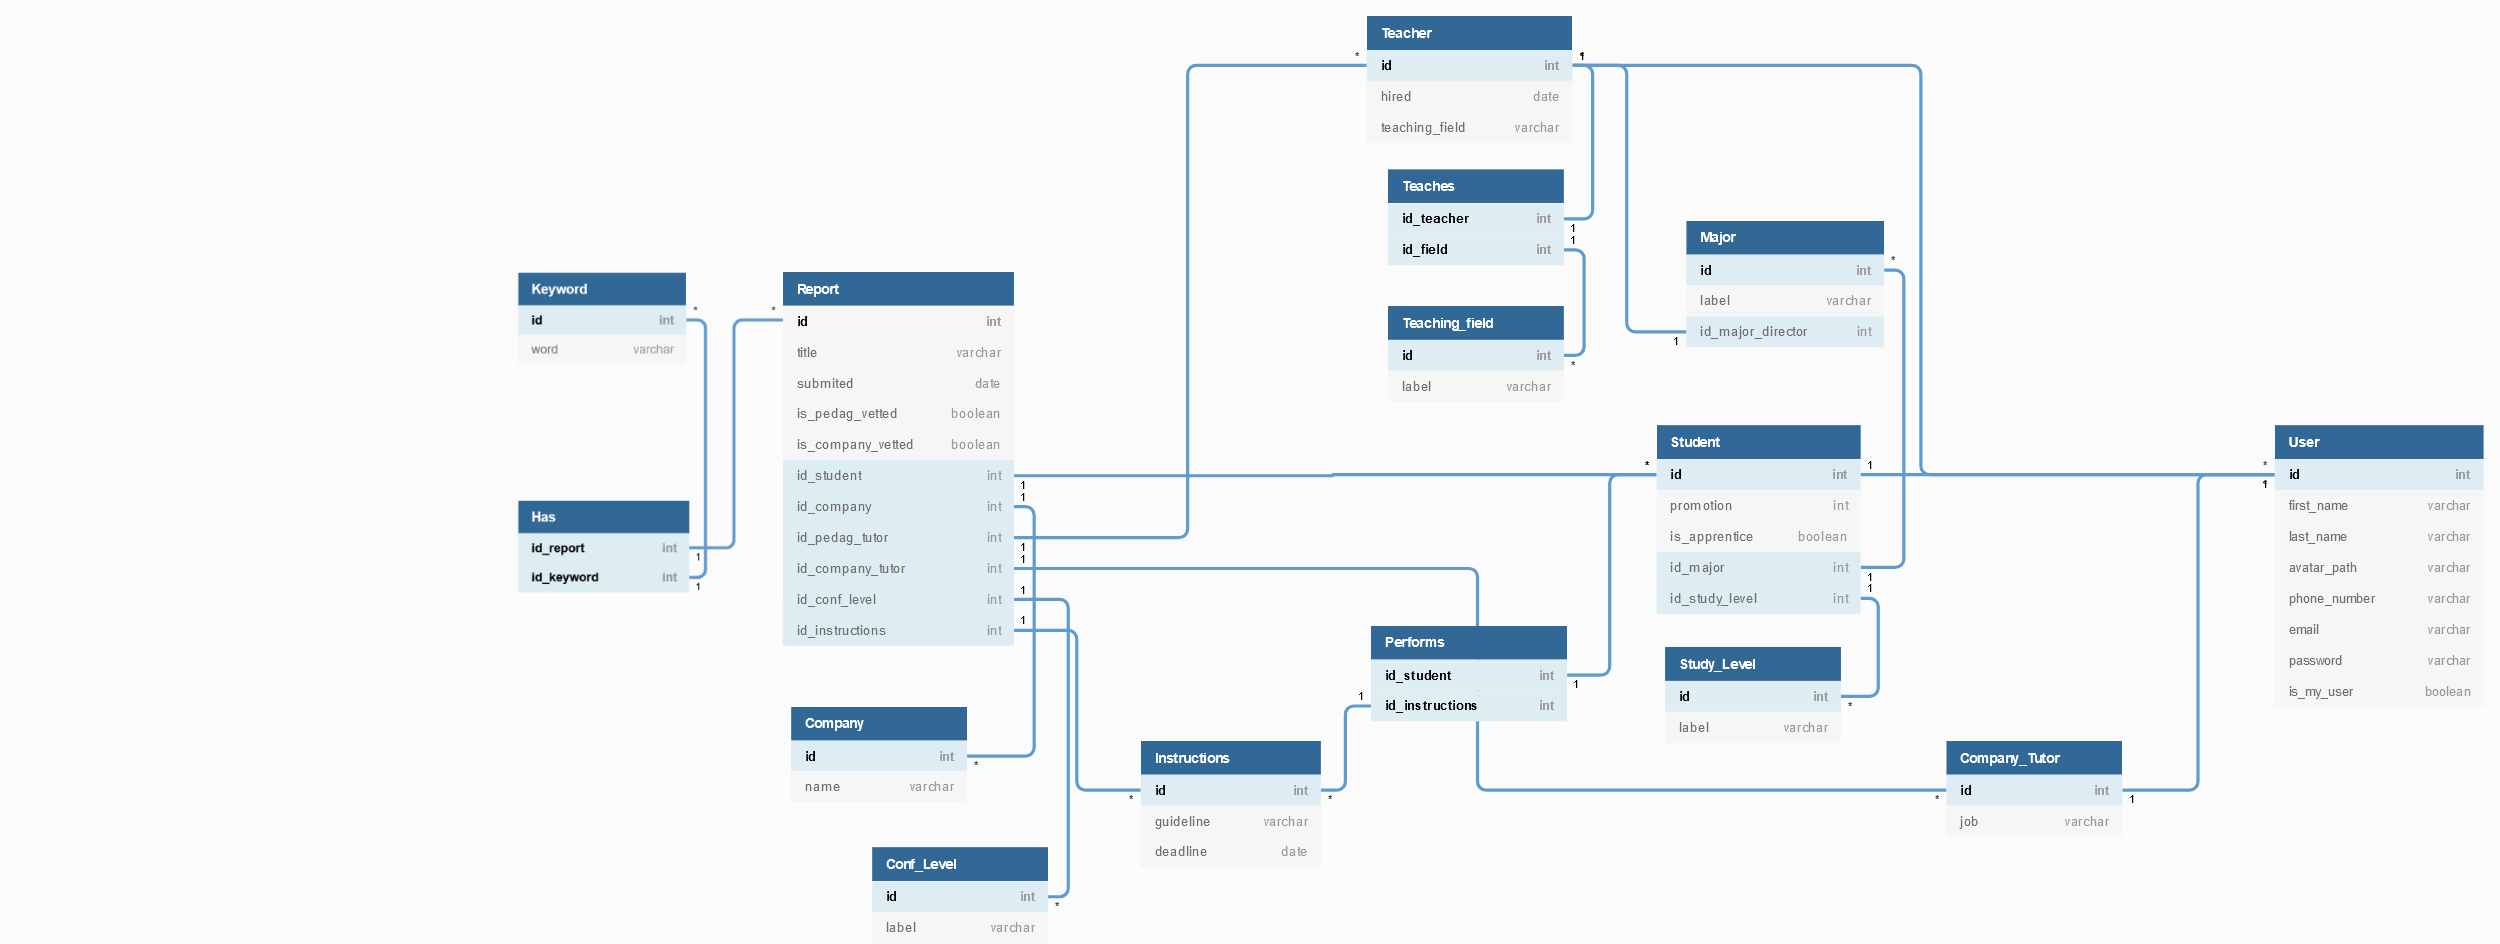 Teacher
* 1
id int
hired date
teaching_field varchar
Teaches
id_teacher int
1
1
id_field int
Teaching_field
id int
*
label varchar
Major
*
id int
label varchar
id_major_director int
1
Keyword
*
id int
word varchar
Report
*
id int
title varchar
submited date
is_pedag_vetted boolean
is_company_vetted boolean
id_student int
1
1
id_company int
id_pedag_tutor int
1
1
id_company_tutor int
1
id_conf_level int
1
id_instructions int
Has
id_report int
1
id_keyword int
1
Student
* 1
id int
promotion int
is_apprentice boolean
id_major int
1
1
id_study_level int
User
*
id int
1
first_name varchar
last_name varchar
avatar_path varchar
phone_number varchar
email varchar
password varchar
is_my_user boolean
Performs
id_student int
1
1
id_instructions int
Study_Level
id int
*
label varchar
Company
id int
*
name varchar
Instructions
id int
* *
guideline varchar
deadline date
Company_Tutor
id int
* 1
job varchar
Conf_Level
id int
*
label varchar